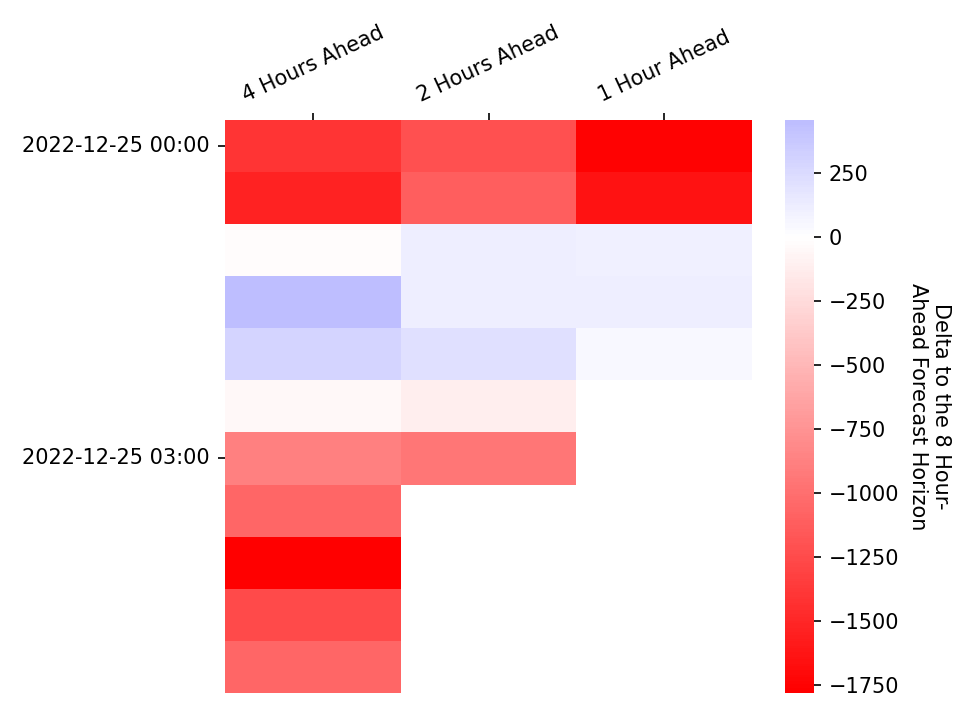 4 Hours Ahead
2 Hours Ahead
1 Hour Ahead
2022-12-25 00:00
2022-12-25 03:00
250
0
−250
−500
−750
−1000
−1250
−1500
−1750
Delta to the 8 Hour-
Ahead Forecast Horizon